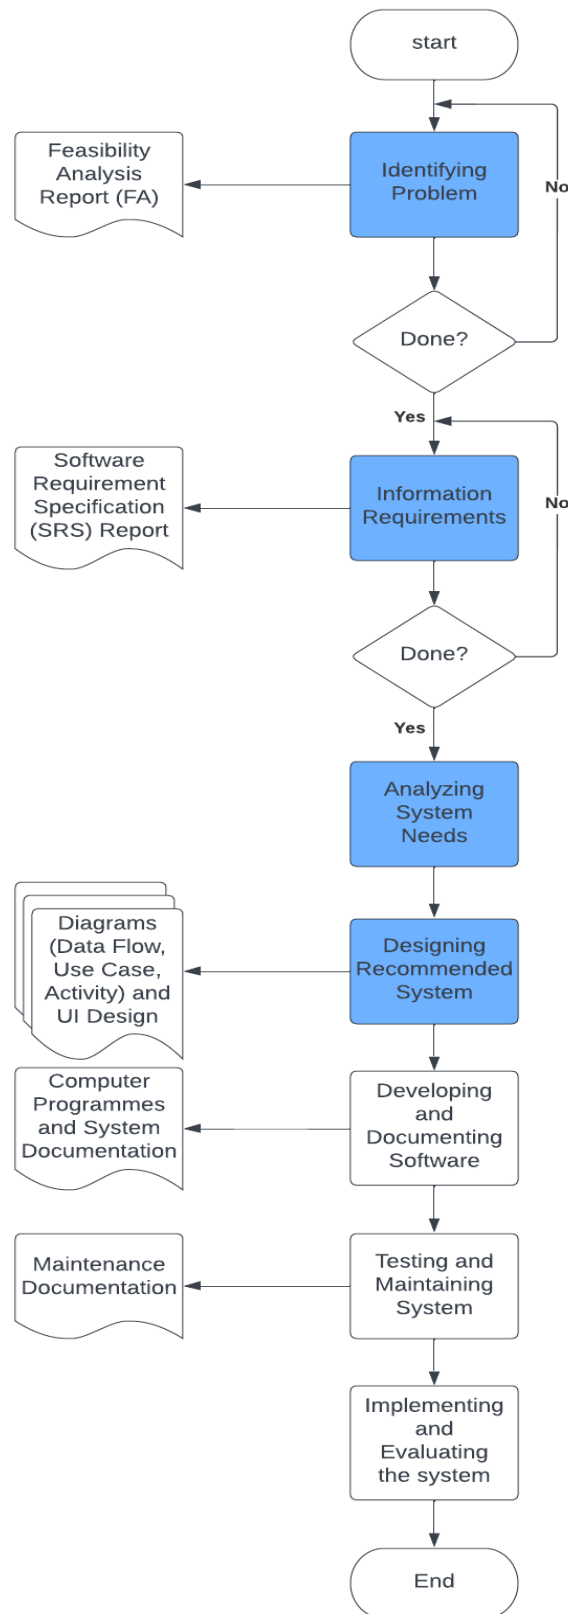 start
Feasibility
Analysis
Report (FA)
Identifying
Problem
No
Done?
Yes
Software
Requirement
Specification
(SRS) Report
Information
Requirements
No
Done?
Yes
Analyzing
System
Needs
Diagrams
(Data Flow,
Use Case,
Activity) and
UI Design
Designing
Recommended
System
Computer
Programmes
and System
Documentation
Developing
and
Documenting
Software
Maintenance
Documentation
Testing and
Maintaining
System
Implementing
and
Evaluating
the system
End